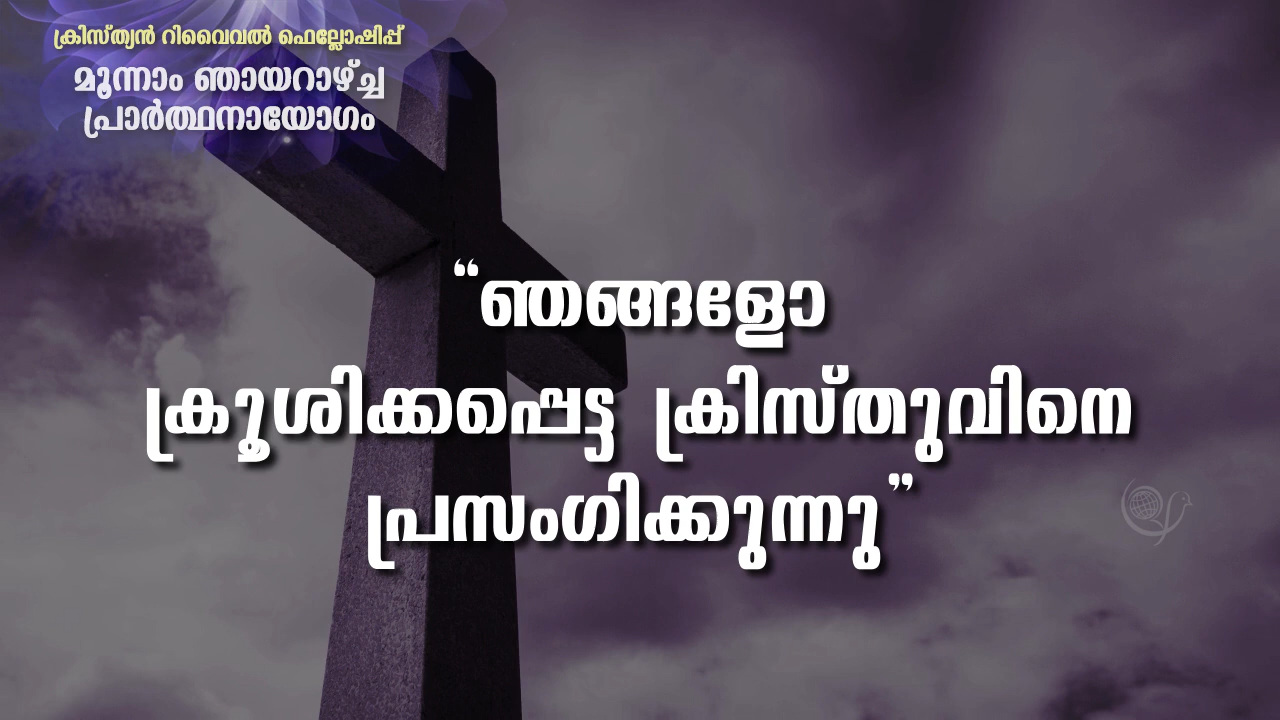 ക്രിസ്ത്യൻ റിവൈവൽ ഫെല്ലോഷിപ്പ്
മൂന്നാം ഞായറാഴ്ച്ച
പ്രാർത്ഥനായോഗം
“ഞങ്ങളോ
ക്രൂശിക്കപ്പെട്ട ക്രിസ്തുവിനെ
പ്രസംഗിക്കുന്നു”